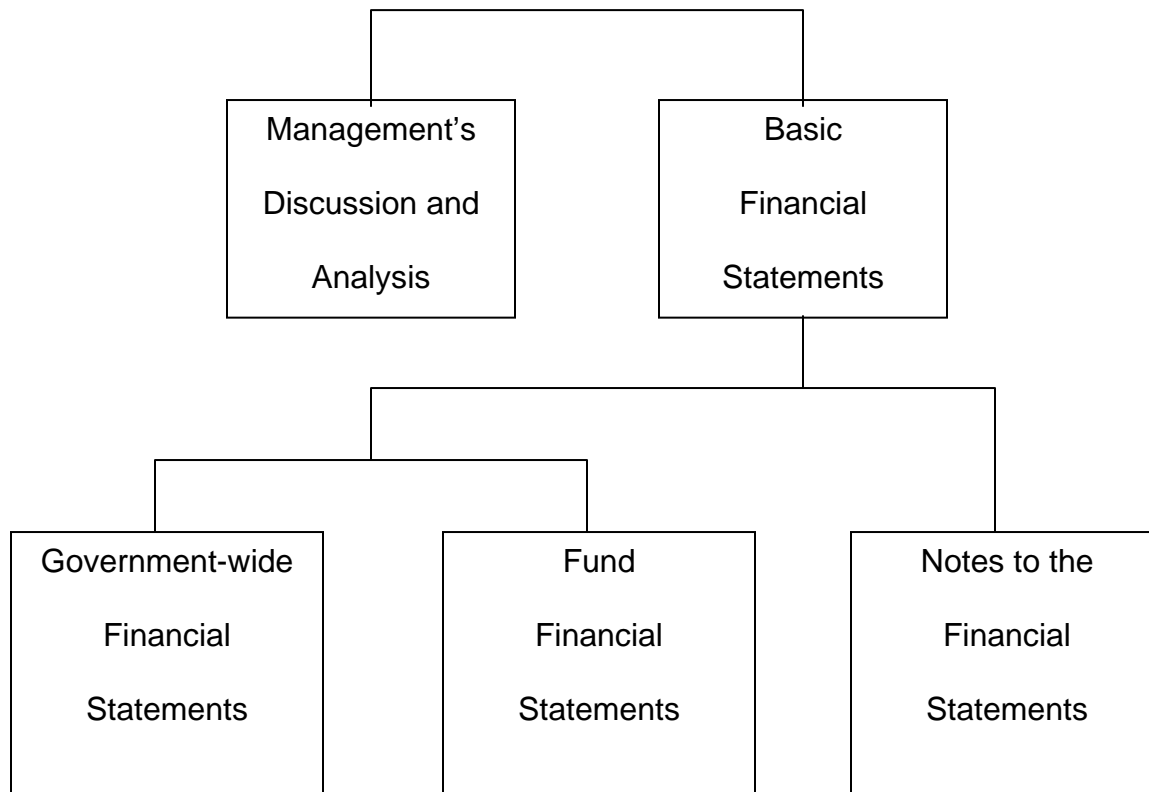 Management’s
Discussion and
Analysis
Basic
Financial
Statements
Government-wide
Financial
Statements
Fund
Financial
Statements
Notes to the
Financial
Statements